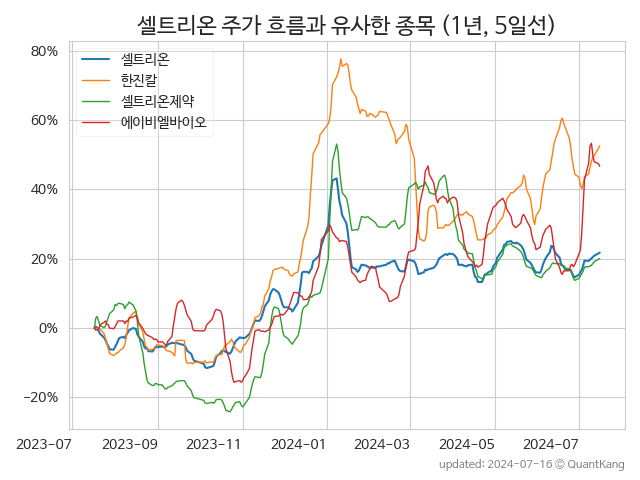 셀트리온 주가 흐름과 유사한 종목 (1년, 5일선)
80%
60%
40%
20%
0%
−20%
셀트리온
한진칼
셀트리온제약
에이비엘바이오
2023-07
2023-09
2023-11
2024-01
2024-03
2024-05
2024-07
updated: 2024-07-16 © QuantKang